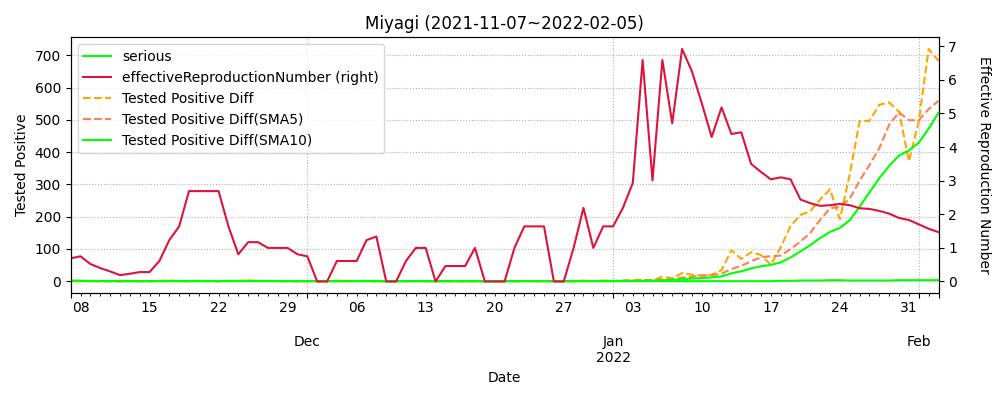 Miyagi (2021-11-07~2022-02-05)
serious
effectiveReproductionNumber (right)
Tested Positive Diff
Tested Positive Diff(SMA5)
Tested Positive Diff(SMA10)
Tested Positive
700
600
500
400
300
200
100
0
7
6
5
4
3
2
1
0
Effective Reproduction Number
08 15 22 29 06 13 20 27 03 10 17 24 31
Dec Jan Feb
2022
Date